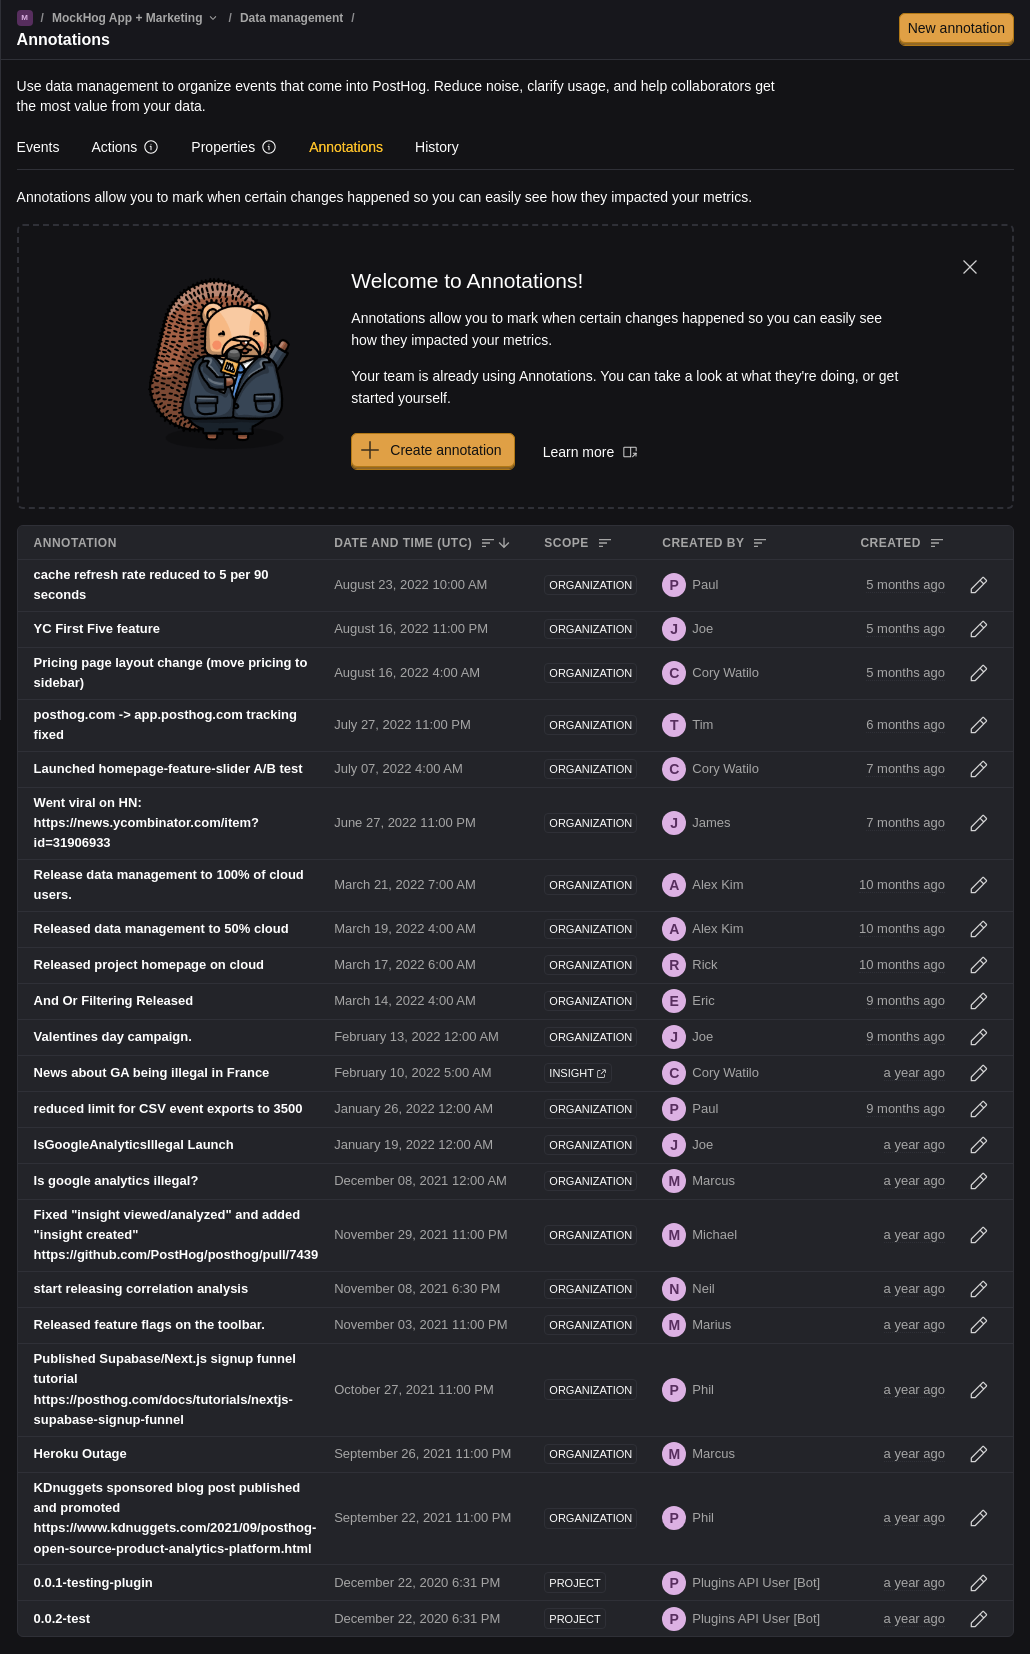 M / MockHog App + Marketing / Data management /
Annotations
New annotation
Use data management to organize events that come into PostHog. Reduce noise, clarify usage, and help collaborators get
the most value from your data.
Events Actions Properties Annotations History
Annotations allow you to mark when certain changes happened so you can easily see how they impacted your metrics.
Welcome to Annotations!
Annotations allow you to mark when certain changes happened so you can easily see
how they impacted your metrics.
Your team is already using Annotations. You can take a look at what they're doing, or get
started yourself.
Create annotation Learn more
ANNOTATION DATE AND TIME (UTC) SCOPE CREATED BY CREATED
cache refresh rate reduced to 5 per 90
seconds
August 23, 2022 10:00 AM ORGANIZATION P Paul 5 months ago
YC First Five feature August 16, 2022 11:00 PM ORGANIZATION J Joe 5 months ago
Pricing page layout change (move pricing to
sidebar)
August 16, 2022 4:00 AM ORGANIZATION C Cory Watilo 5 months ago
posthog.com -> app.posthog.com tracking
fixed
July 27, 2022 11:00 PM ORGANIZATION T Tim 6 months ago
Launched homepage-feature-slider A/B test July 07, 2022 4:00 AM ORGANIZATION C Cory Watilo 7 months ago
Went viral on HN:
https://news.ycombinator.com/item?
id=31906933
June 27, 2022 11:00 PM ORGANIZATION J James 7 months ago
Release data management to 100% of cloud
users.
March 21, 2022 7:00 AM ORGANIZATION A Alex Kim 10 months ago
Released data management to 50% cloud March 19, 2022 4:00 AM ORGANIZATION A Alex Kim 10 months ago
Released project homepage on cloud March 17, 2022 6:00 AM ORGANIZATION R Rick 10 months ago
And Or Filtering Released March 14, 2022 4:00 AM ORGANIZATION E Eric 9 months ago
Valentines day campaign. February 13, 2022 12:00 AM ORGANIZATION J Joe 9 months ago
News about GA being illegal in France February 10, 2022 5:00 AM INSIGHT C Cory Watilo a year ago
reduced limit for CSV event exports to 3500 January 26, 2022 12:00 AM ORGANIZATION P Paul 9 months ago
IsGoogleAnalyticsIllegal Launch January 19, 2022 12:00 AM ORGANIZATION J Joe a year ago
Is google analytics illegal? December 08, 2021 12:00 AM ORGANIZATION M Marcus a year ago
Fixed "insight viewed/analyzed" and added
"insight created"
https://github.com/PostHog/posthog/pull/7439
November 29, 2021 11:00 PM ORGANIZATION M Michael a year ago
start releasing correlation analysis November 08, 2021 6:30 PM ORGANIZATION N Neil a year ago
Released feature flags on the toolbar. November 03, 2021 11:00 PM ORGANIZATION M Marius a year ago
Published Supabase/Next.js signup funnel
tutorial
https://posthog.com/docs/tutorials/nextjs-
supabase-signup-funnel
October 27, 2021 11:00 PM ORGANIZATION P Phil a year ago
Heroku Outage September 26, 2021 11:00 PM ORGANIZATION M Marcus a year ago
KDnuggets sponsored blog post published
and promoted
https://www.kdnuggets.com/2021/09/posthog-
open-source-product-analytics-platform.html
September 22, 2021 11:00 PM ORGANIZATION P Phil a year ago
0.0.1-testing-plugin December 22, 2020 6:31 PM PROJECT P Plugins API User [Bot] a year ago
0.0.2-test December 22, 2020 6:31 PM PROJECT P Plugins API User [Bot] a year ago